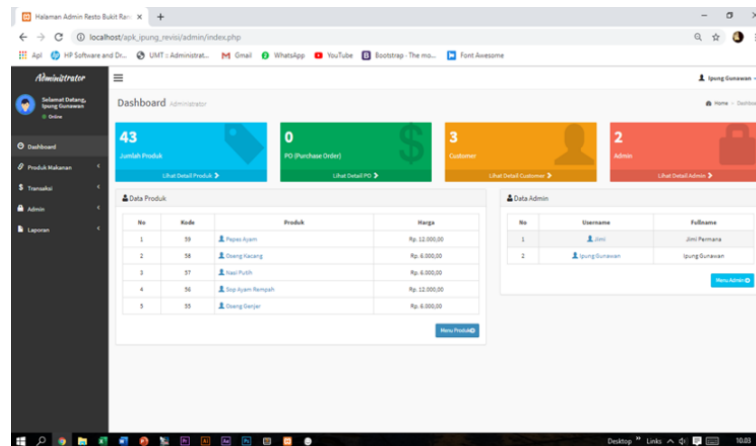 Halaman Admin Resto Bukit Ran
localhost/apk_ipung_revisi/admin/index.php
Apl
HP Software and Dr...
UMT :: Administrat...
Gmail
WhatsApp
YouTube
Bootstrap · The mo...
Font Awesome
Administrator
Ipung Gunawan
Selamat Datang,
Ipung Gunawan
Online
Dashboard Administrator
Home > Dashboa
Dashboard
Produk Makanan
Transaksi
Admin
Laporan
43
Jumlah Produk
Lihat Detail Produk
0
PO (Purchase Order)
Lihat Detail PO
3
Customer
Lihat Detail Customer
2
Admin
Lihat Detail Admin
Data Produk
No Kode Produk Harga
1 59 Pepes Ayam Rp. 12.000,00
2 58 Oseng Kacang Rp. 6.000,00
3 57 Nasi Putih Rp. 6.000,00
4 56 Sop Ayam Rempah Rp. 12.000,00
5 55 Oseng Genjer Rp. 6.000,00
Menu Produk
Data Admin
No Username Fullname
1 Jimi Jimi Permana
2 Ipung Gunawan Ipung Gunawan
Menu Admin
Desktop » Links